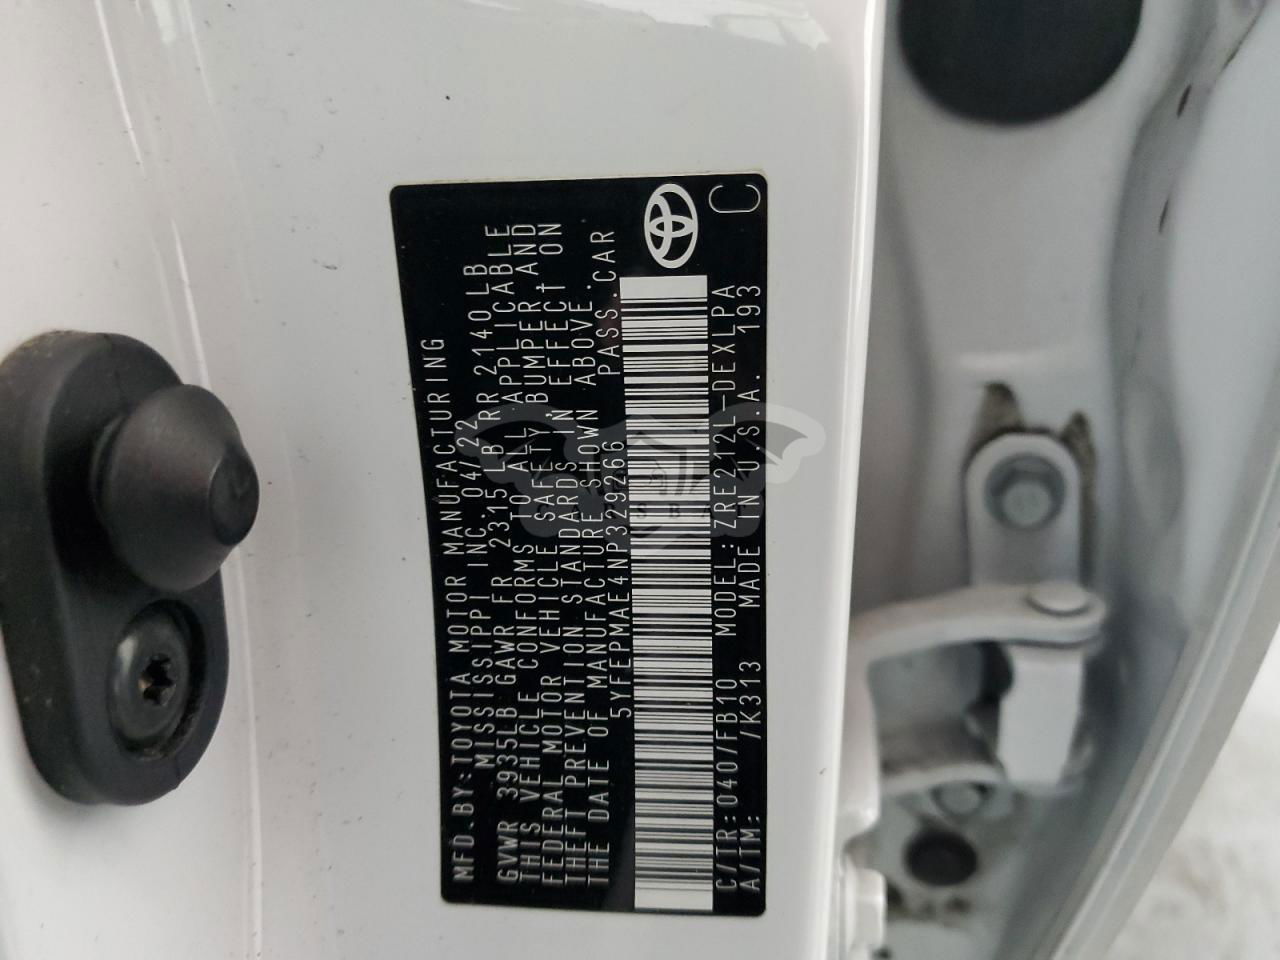 MFD.BY:TOYOTA MOTOR MANUFACTURING
MISSISSIPPI INC. 04/22
GVWR 3935LB GAWR FR 2315LB RR 2140LB
THIS VEHICLE CONFORMS TO ALL APPLICABLE
FEDERAL MOTOR VEHICLE SAFETY, BUMPER, AND
THEFT PREVENTION STANDARDS IN EFFECT ON
THE DATE OF MANUFACTURE SHOWN ABOVE.
5YFEPMAE4NP329266 PASS.CAR
C/TR:040/FB10 MODEL:ZRE212L-DEXLPA
A/TM: /K313 MADE IN U.S.A. 193
C